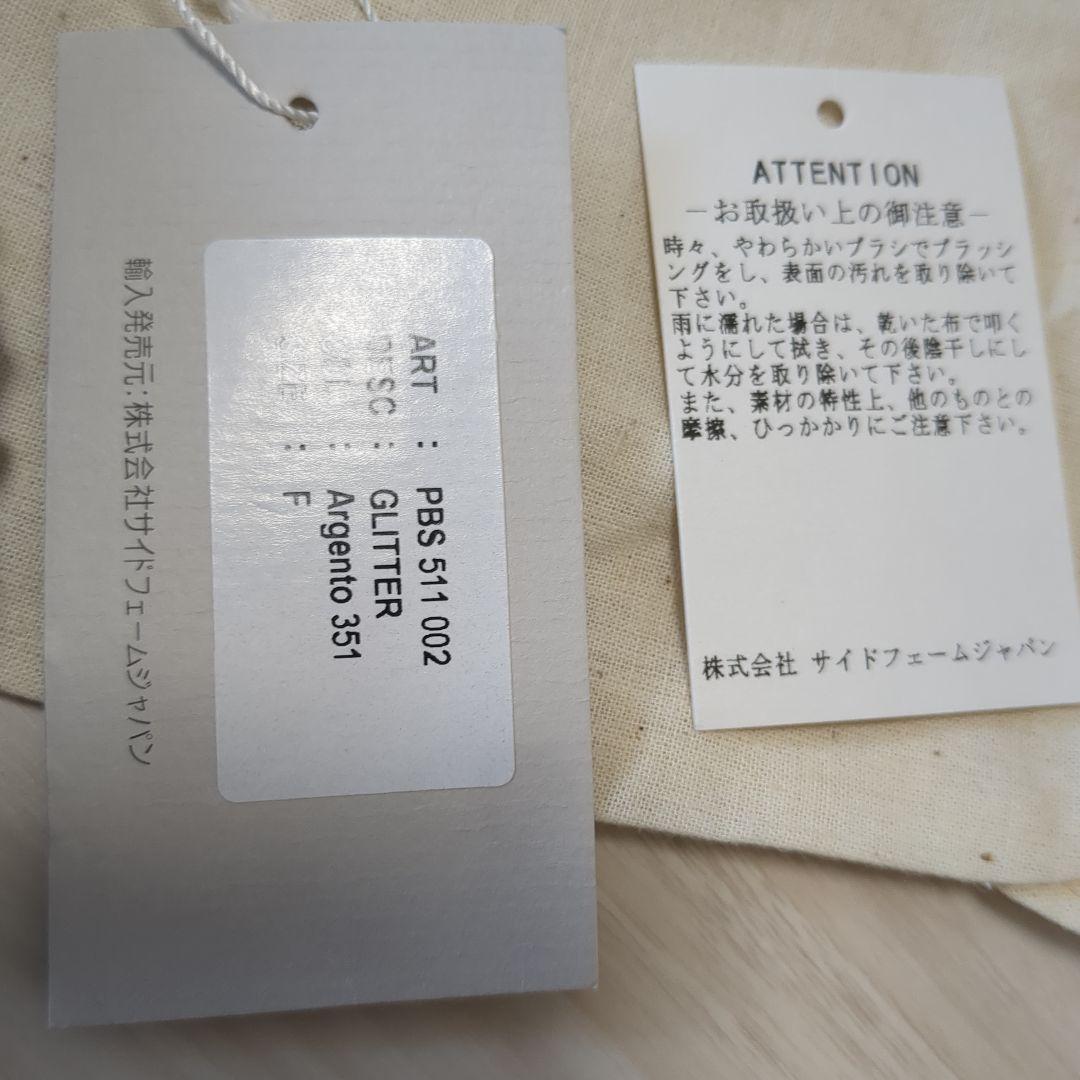 輸入発売元:株式会社サイドフェームジャパン
ART : PBS 511 002
DESC : GLITTER
: Argento 351
SIZE : F
ATTENTION
－お取扱い上の御注意－
時々、やわらかいブラシでブラッシ
ングをし、表面の汚れを取り除いて
下さい。
雨に濡れた場合は、乾いた布で叩く
ようにして拭き、その後陰干しにし
て水分を取り除いて下さい。
また、素材の特性上、他のものとの
摩擦、ひっかかりにご注意下さい。
株式会社 サイドフェームジャパン